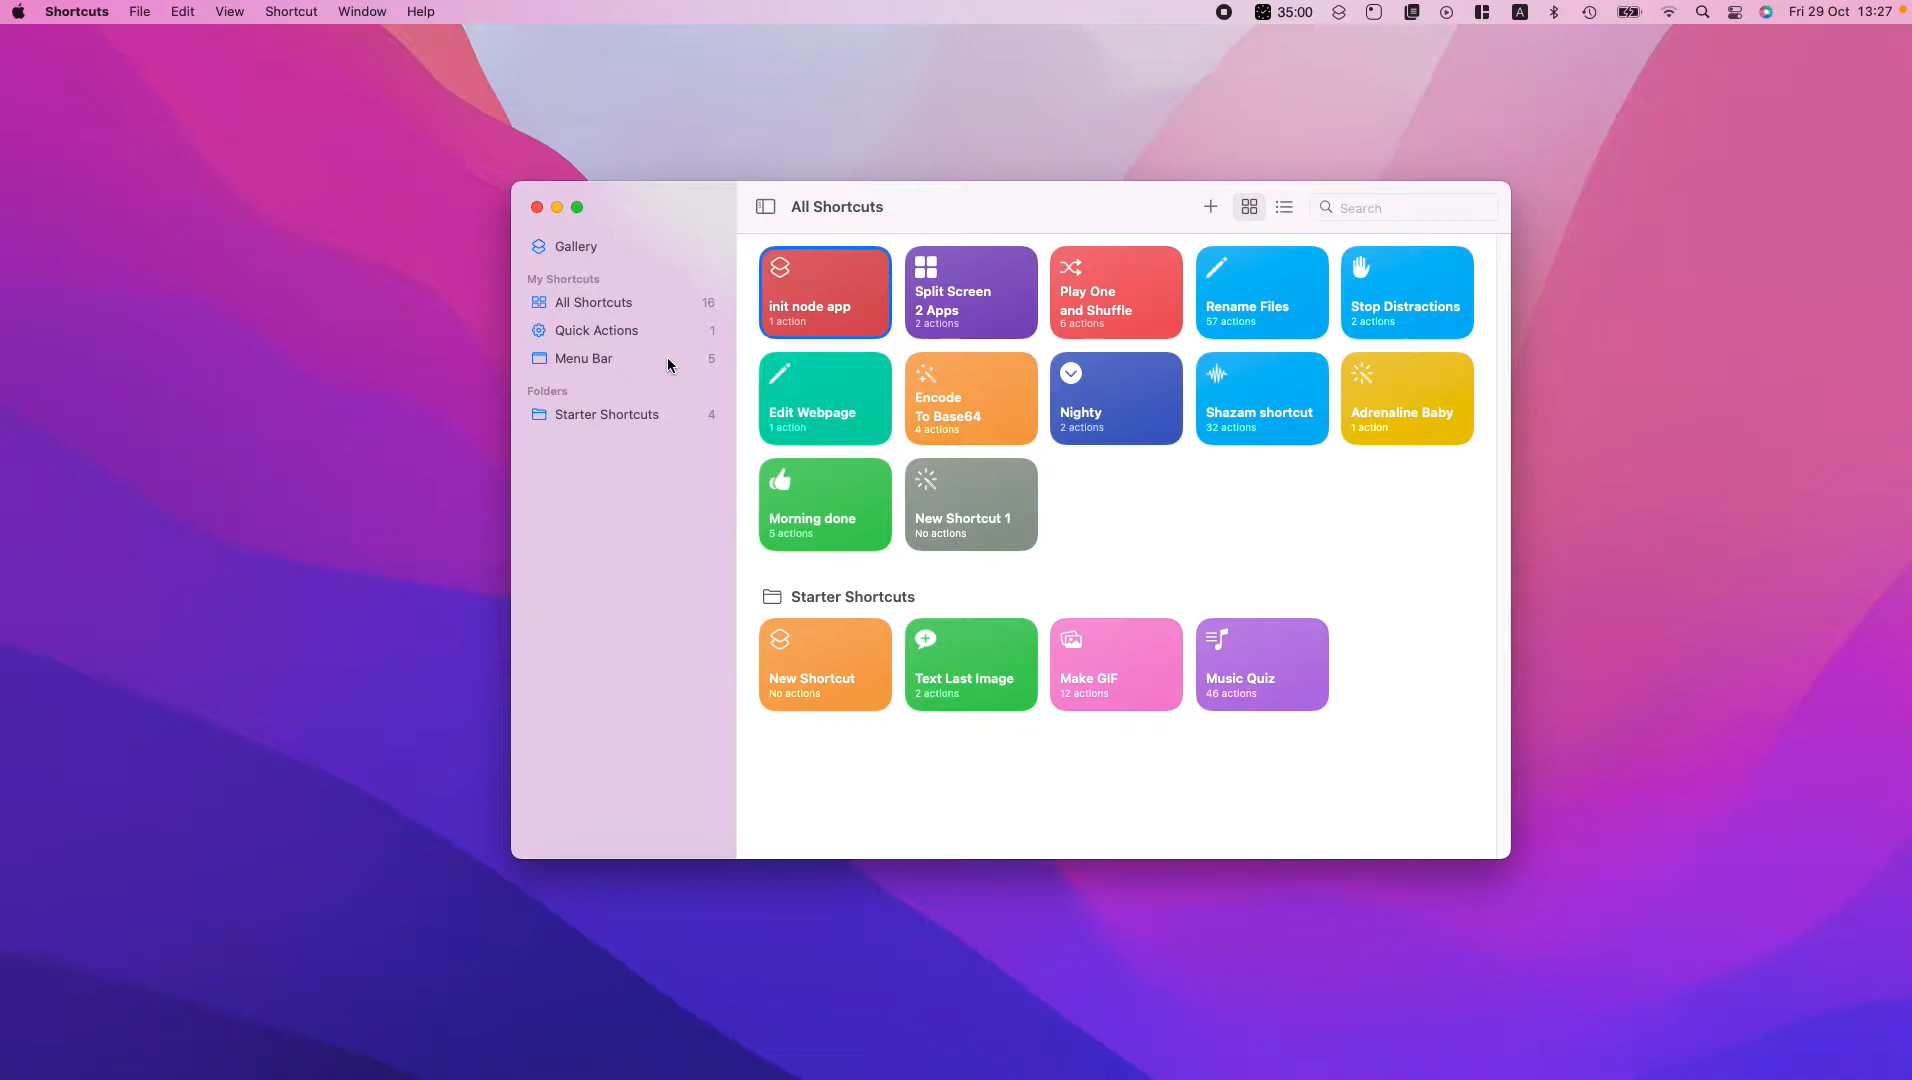 Shortcuts File Edit View Shortcut Window Help 35:00 A Fri 29 Oct 13:27
All Shortcuts
Search
Gallery
My Shortcuts
All Shortcuts 16
Quick Actions 1
Menu Bar 5
Folders
Starter Shortcuts 4
init node app
1 action
Split Screen
2 Apps
2 actions
Play One
and Shuffle
6 actions
Rename Files
57 actions
Stop Distractions
2 actions
Edit Webpage
1 action
Encode
To Base64
4 actions
Nighty
2 actions
Shazam shortcut
32 actions
Adrenaline Baby
1 action
Morning done
5 actions
New Shortcut 1
No actions
Starter Shortcuts
New Shortcut
No actions
Text Last Image
2 actions
Make GIF
12 actions
Music Quiz
46 actions